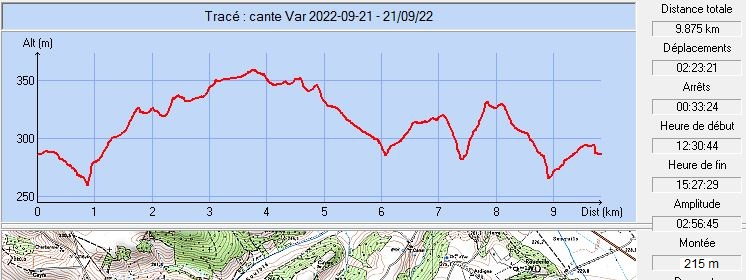 Tracé : cante Var 2022-09-21 - 21/09/22
Alt (m)
350
300
250
0 1 2 3 4 5 6 7 8 9 Dist (km)
Distance totale
9.875 km
Déplacements
02:23:21
Arrêts
00:33:24
Heure de début
12:30:44
Heure de fin
15:27:29
Amplitude
02:56:45
Montée
215 m